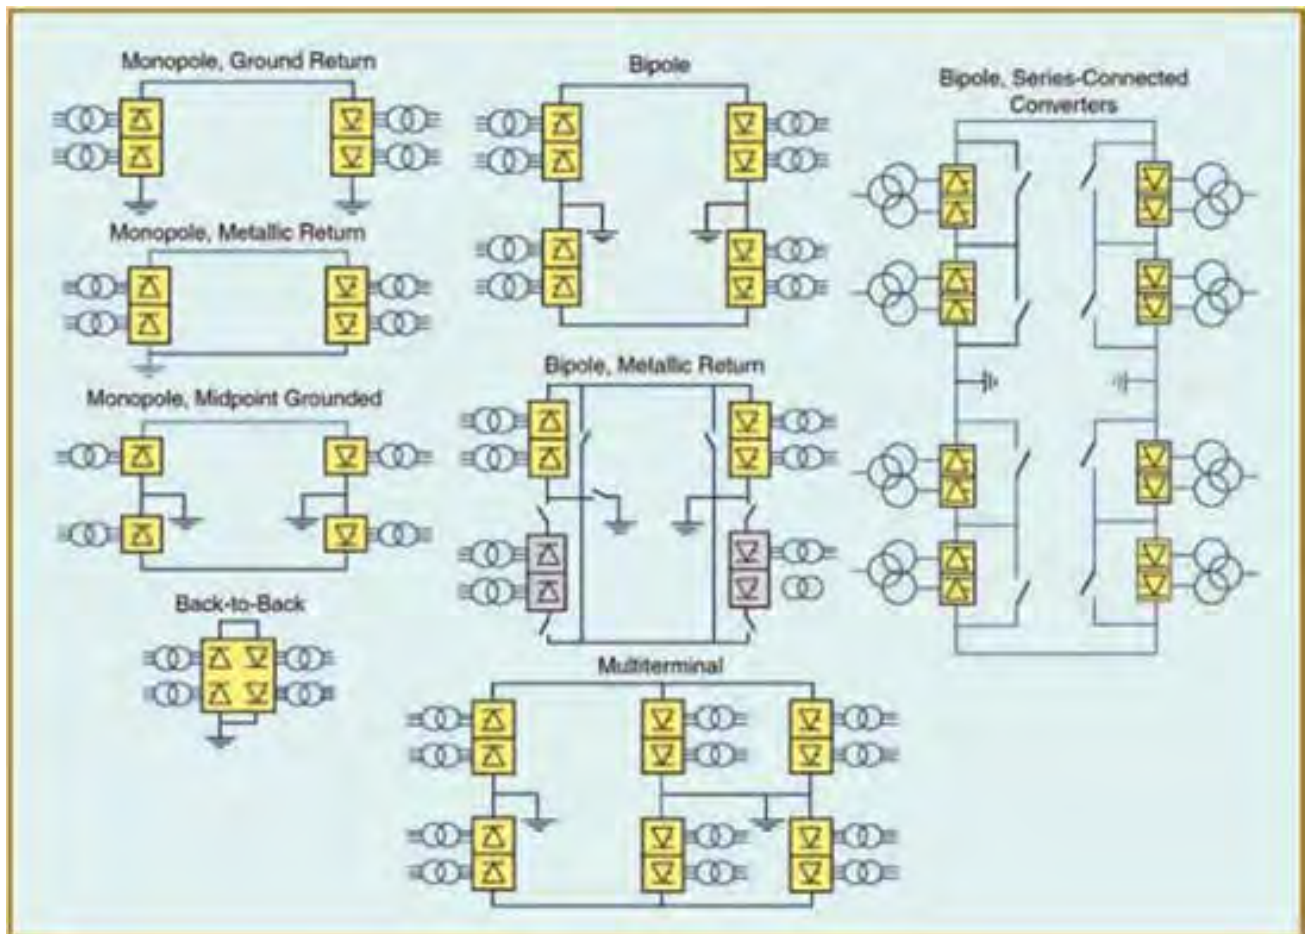 Monopole, Ground Return
Monopole, Metallic Return
Monopole, Midpoint Grounded
Back-to-Back
Bipole
Bipole, Metallic Return
Multiterminal
Bipole, Series-Connected
Converters